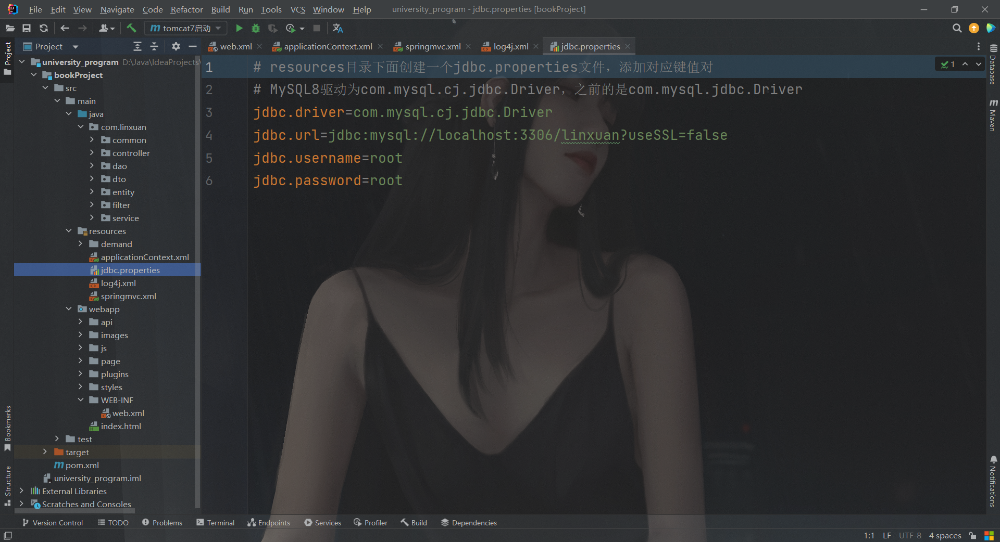 File Edit View Navigate Code Refactor Build Run Tools VCS Window Help university_program - jdbc.properties [bookProject]
tomcat7启动
Project
web.xml applicationContext.xml springmvc.xml log4j.xml jdbc.properties
Project
university_program D:\Java\IdeaProjects\
bookProject
src
main
java
com.linxuan
common
controller
dao
dto
entity
filter
service
resources
demand
applicationContext.xml
jdbc.properties
log4j.xml
springmvc.xml
webapp
api
images
js
page
plugins
styles
WEB-INF
web.xml
index.html
test
target
pom.xml
university_program.iml
External Libraries
Scratches and Consoles
Bookmarks
Structure
1 # resources目录下面创建一个jdbc.properties文件，添加对应键值对
2 # MySQL8驱动为com.mysql.cj.jdbc.Driver，之前的是com.mysql.jdbc.Driver
3 jdbc.driver=com.mysql.cj.jdbc.Driver
4 jdbc.url=jdbc:mysql://localhost:3306/linxuan?useSSL=false
5 jdbc.username=root
6 jdbc.password=root
1
Database
Maven
Notifications
Version Control TODO Problems Terminal Endpoints Services Profiler Build Dependencies
1:1 LF UTF-8 4 spaces